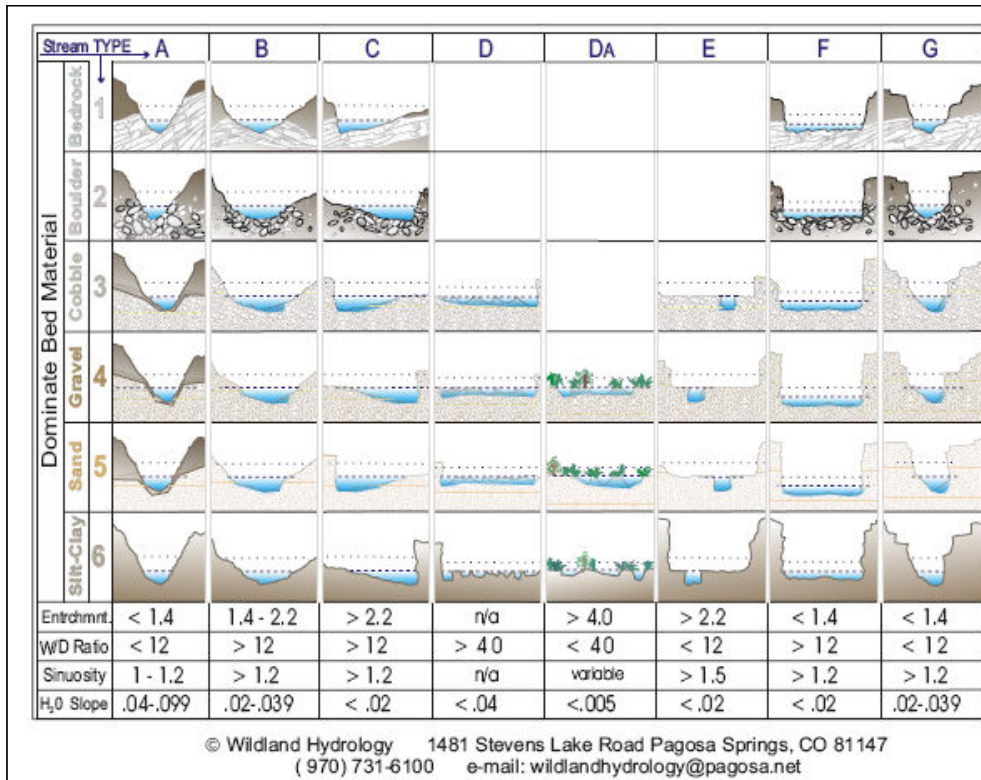 Stream TYPE A B C D DA E F G
Dominate Bed Material
Bedrock 1
Boulder 2
Cobble 3
Gravel 4
Sand 5
Silt-Clay 6
Entrchmnt. < 1.4 1.4 - 2.2 > 2.2 n/a > 4.0 > 2.2 < 1.4 < 1.4
W/D Ratio < 12 > 12 > 12 > 40 < 40 < 12 > 12 < 12
Sinuosity 1 - 1.2 > 1.2 > 1.2 n/a variable > 1.5 > 1.2 > 1.2
H₂0 Slope .04-.099 .02-.039 < .02 <.04 <.005 <.02 <.02 .02-.039
© Wildland Hydrology 1481 Stevens Lake Road Pagosa Springs, CO 81147
( 970) 731-6100 e-mail: wildlandhydrology@pagosa.net